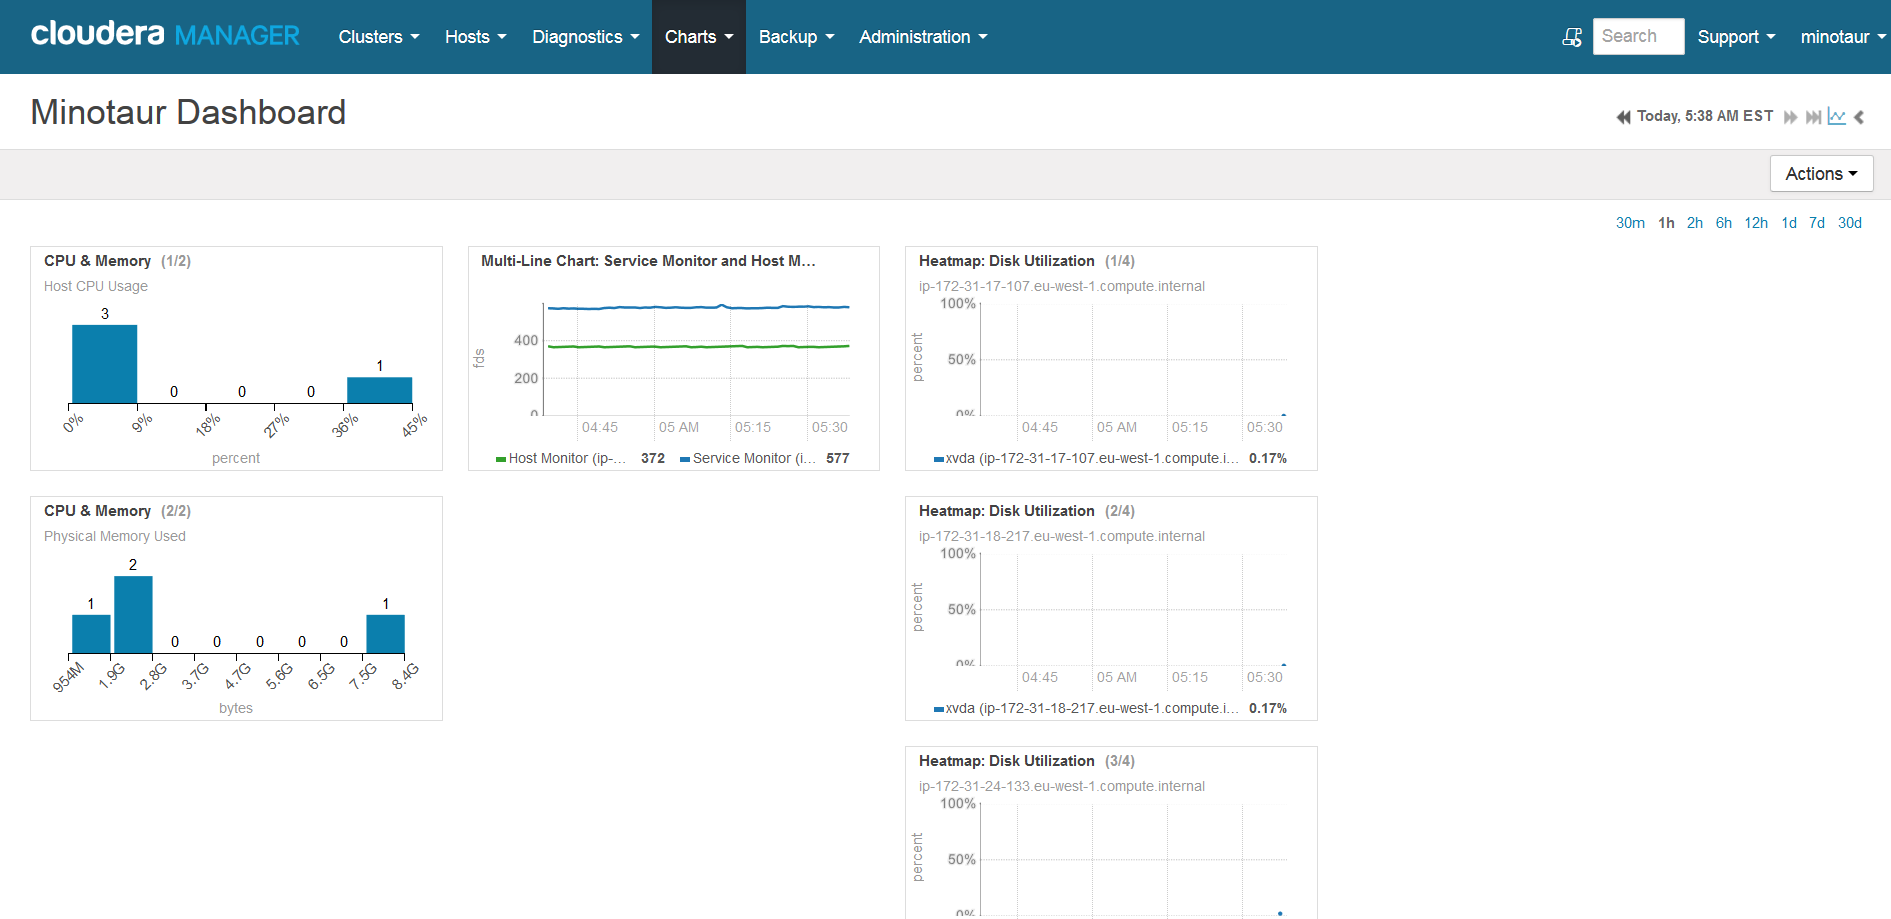 cloudera MANAGER
Clusters
Hosts
Diagnostics
Charts
Backup
Administration
Search
Support
minotaur
Minotaur Dashboard
Today, 5:38 AM EST
Actions
30m 1h 2h 6h 12h 1d 7d 30d
CPU & Memory (1/2)
Host CPU Usage
3
0
0
0
1
0% 9% 18% 27% 36% 45%
percent
CPU & Memory (2/2)
Physical Memory Used
1
2
0
0
0
0
0
1
954M 1.9G 2.8G 3.7G 4.7G 5.6G 6.5G 7.5G 8.4G
bytes
Multi-Line Chart: Service Monitor and Host M...
fds
400
200
0
04:45 05 AM 05:15 05:30
Host Monitor (ip-... 372 Service Monitor (i... 577
Heatmap: Disk Utilization (1/4)
ip-172-31-17-107.eu-west-1.compute.internal
percent
100%
50%
0%
04:45 05 AM 05:15 05:30
xvda (ip-172-31-17-107.eu-west-1.compute.i... 0.17%
Heatmap: Disk Utilization (2/4)
ip-172-31-18-217.eu-west-1.compute.internal
percent
100%
50%
0%
04:45 05 AM 05:15 05:30
xvda (ip-172-31-18-217.eu-west-1.compute.i... 0.17%
Heatmap: Disk Utilization (3/4)
ip-172-31-24-133.eu-west-1.compute.internal
percent
100%
50%
0%